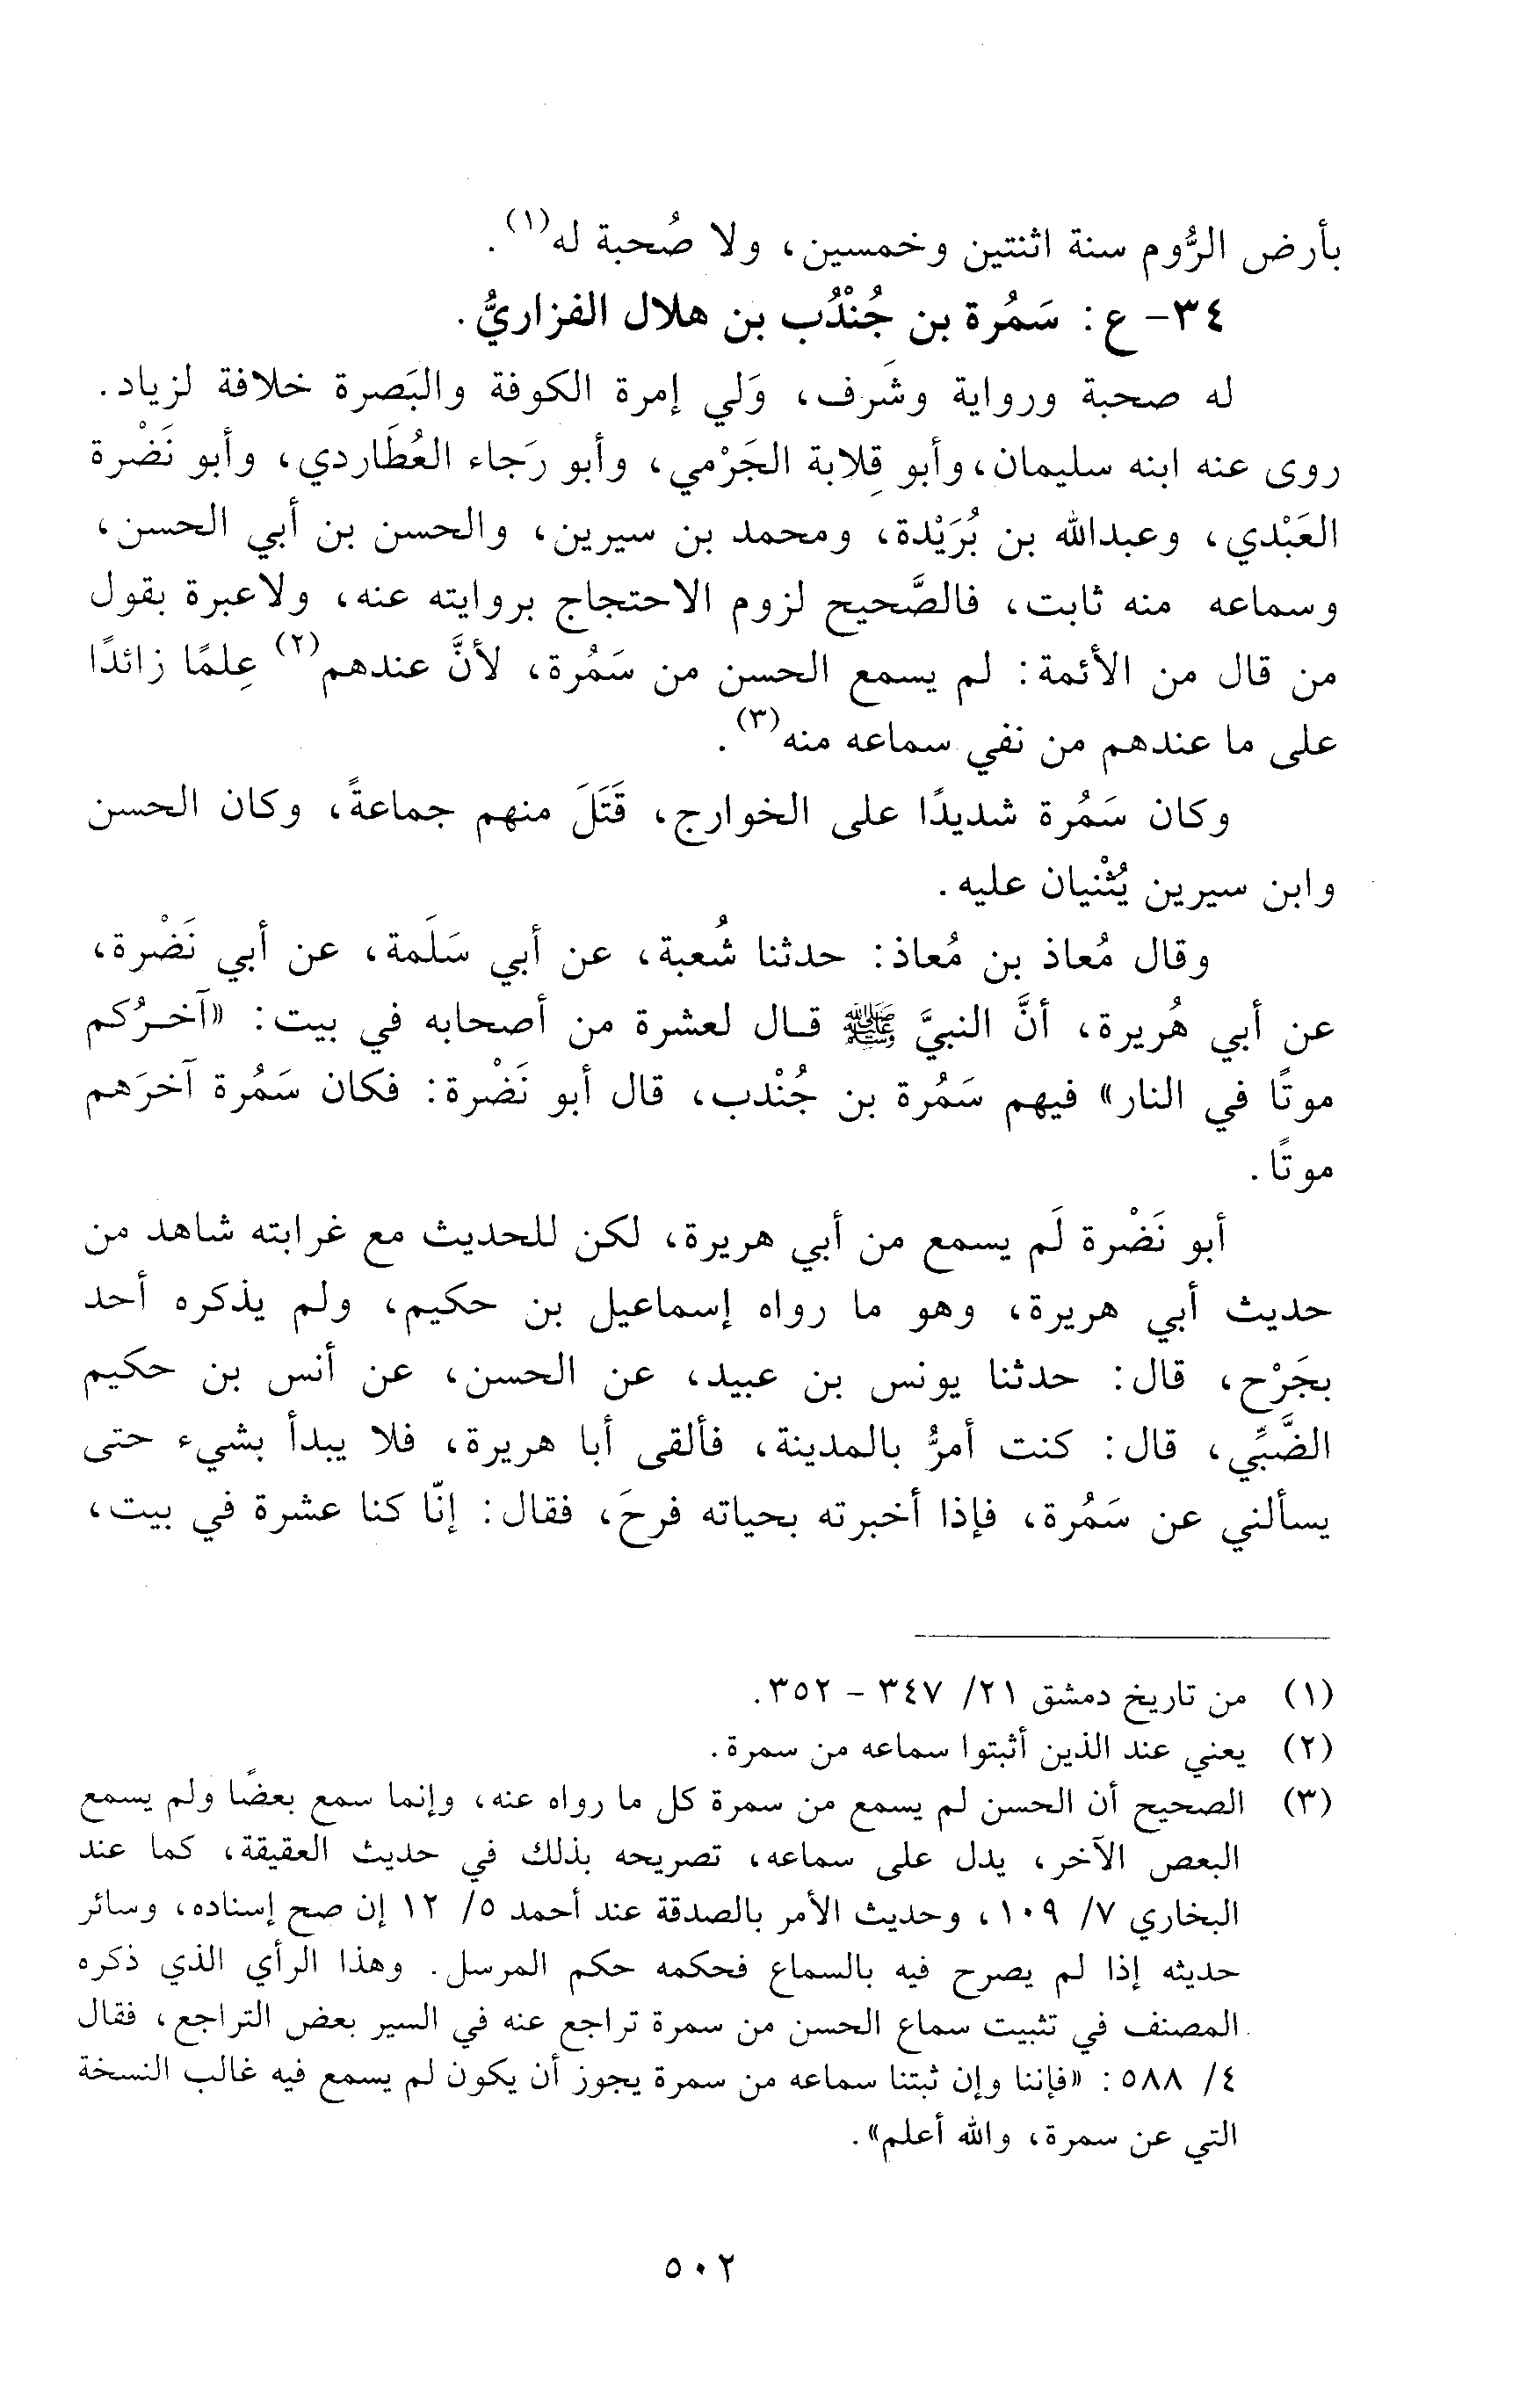 بأرض الرُّوم سنة اثنتين وخمسين، ولا صُحبة له(١).
٣٤- ع: سَمُرة بن جُنْدُب بن هلال الفزاريُّ.
له صحبة ورواية وشَرف، وَلي إمرة الكوفة والبَصرة خلافة لزياد.
روى عنه ابنه سليمان، وأبو قِلابة الجَرْمي، وأبو رَجاء العُطَاردي، وأبو نَضْرة
العَبْدي، وعبدالله بن بُرَيْدة، ومحمد بن سيرين، والحسن بن أبي الحسن،
وسماعه منه ثابت، فالصَّحيح لزوم الاحتجاج بروايته عنه، ولاعبرة بقول
من قال من الأئمة: لم يسمع الحسن من سَمُرة، لأنَّ عندهم(٢) عِلمًا زائدًا
على ما عندهم من نفي سماعه منه(٣).
وكان سَمُرة شديدًا على الخوارج، قَتَلَ منهم جماعةً، وكان الحسن
وابن سيرين يُثْنيان عليه.
وقال مُعاذ بن مُعاذ: حدثنا شُعبة، عن أبي سَلَمة، عن أبي نَضْرة،
عن أبي هُريرة، أنَّ النبيَّ ﷺ قال لعشرة من أصحابه في بيت: «آخرُكم
موتًا في النار» فيهم سَمُرة بن جُنْدب، قال أبو نَضْرة: فكان سَمُرة آخرَهم
موتًا.
أبو نَضْرة لَم يسمع من أبي هريرة، لكن للحديث مع غرابته شاهد من
حديث أبي هريرة، وهو ما رواه إسماعيل بن حكيم، ولم يذكره أحد
بجَرْح، قال: حدثنا يونس بن عبيد، عن الحسن، عن أنس بن حكيم
الضَّبِّي، قال: كنت أمرُّ بالمدينة، فألقى أبا هريرة، فلا يبدأ بشيء حتى
يسألني عن سَمُرة، فإذا أخبرته بحياته فرحَ، فقال: إنّا كنا عشرة في بيت،
(١) من تاريخ دمشق ٢١/ ٣٤٧ - ٣٥٢.
(٢) يعني عند الذين أثبتوا سماعه من سمرة.
(٣) الصحيح أن الحسن لم يسمع من سمرة كل ما رواه عنه، وإنما سمع بعضًا ولم يسمع
البعص الآخر، يدل على سماعه، تصريحه بذلك في حديث العقيقة، كما عند
البخاري ٧/ ١٠٩، وحديث الأمر بالصدقة عند أحمد ٥/ ١٢ إن صح إسناده، وسائر
حديثه إذا لم يصرح فيه بالسماع فحكمه حكم المرسل. وهذا الرأي الذي ذكره
المصنف في تثبيت سماع الحسن من سمرة تراجع عنه في السير بعض التراجع، فقال
٤/ ٥٨٨: «فإننا وإن ثبتنا سماعه من سمرة يجوز أن يكون لم يسمع فيه غالب النسخة
التي عن سمرة، والله أعلم».
٥٠٢